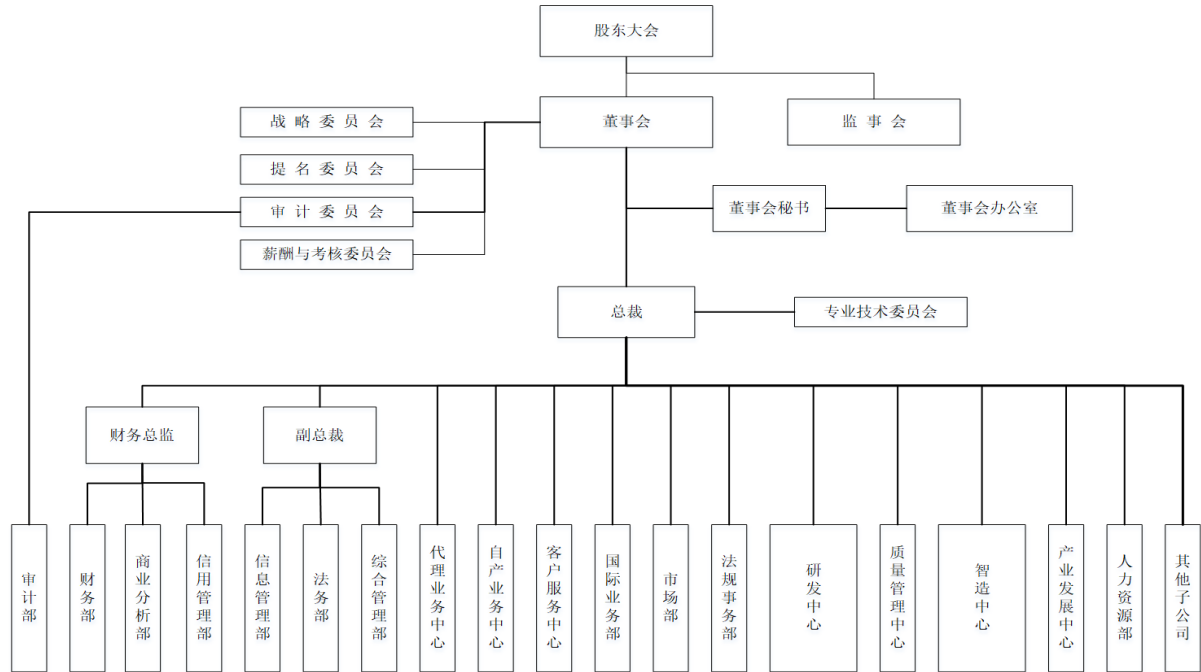 股东大会
董事会
监 事 会
战 略 委 员 会
提 名 委 员 会
审 计 委 员 会
薪酬与考核委员会
董事会秘书
董事会办公室
总裁
专业技术委员会
财务总监
副总裁
审计部
财务部
商业分析部
信用管理部
信息管理部
法务部
综合管理部
代理业务中心
自产业务中心
客户服务中心
国际业务部
市场部
法规事务部
研发中心
质量管理中心
智造中心
产业发展中心
人力资源部
其他子公司